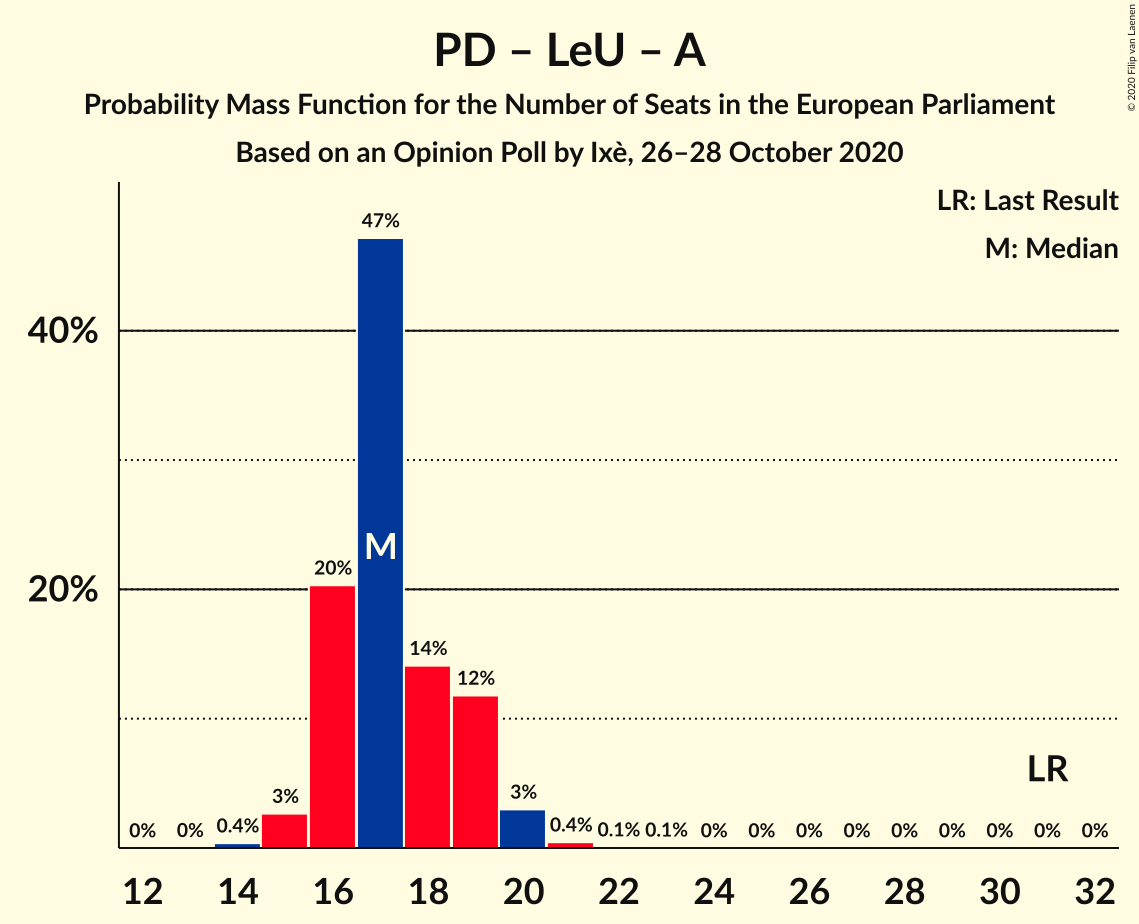 PD – LeU – A
Probability Mass Function for the Number of Seats in the European Parliament
Based on an Opinion Poll by Ixè, 26–28 October 2020
© 2020 Filip van Laenen
LR: Last Result
M: Median
47%
40%
M
20%
20%
14%
12%
LR
3%
3%
0% 0% 0.4% 0.4% 0.1% 0.1% 0% 0% 0% 0% 0% 0% 0% 0% 0%
12 14 16 18 20 22 24 26 28 30 32